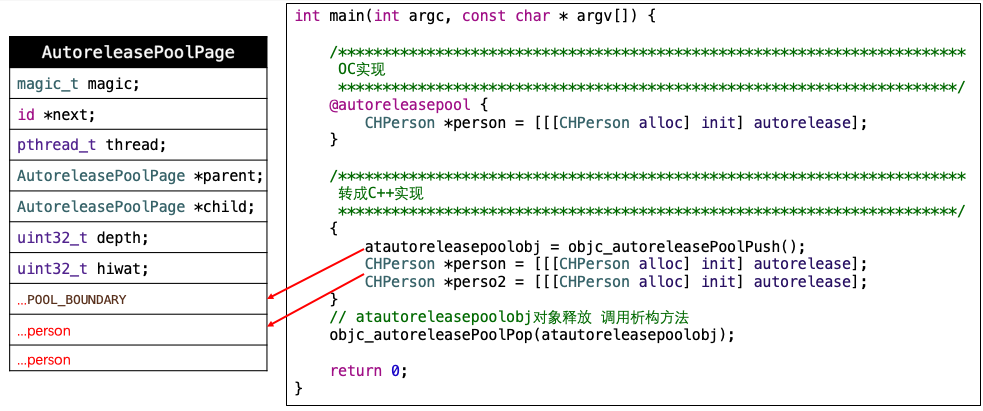 AutoreleasePoolPage
magic_t magic;
id *next;
pthread_t thread;
AutoreleasePoolPage *parent;
AutoreleasePoolPage *child;
uint32_t depth;
uint32_t hiwat;
...POOL_BOUNDARY
...person
...person
int main(int argc, const char * argv[]) {
/***********************************************************************
OC实现
**********************************************************************/
@autoreleasepool {
CHPerson *person = [[[CHPerson alloc] init] autorelease];
}
/***********************************************************************
转成C++实现
**********************************************************************/
{
atautoreleasepoolobj = objc_autoreleasePoolPush();
CHPerson *person = [[[CHPerson alloc] init] autorelease];
CHPerson *perso2 = [[[CHPerson alloc] init] autorelease];
}
// atautoreleasepoolobj对象释放 调用析构方法
objc_autoreleasePoolPop(atautoreleasepoolobj);
return 0;
}